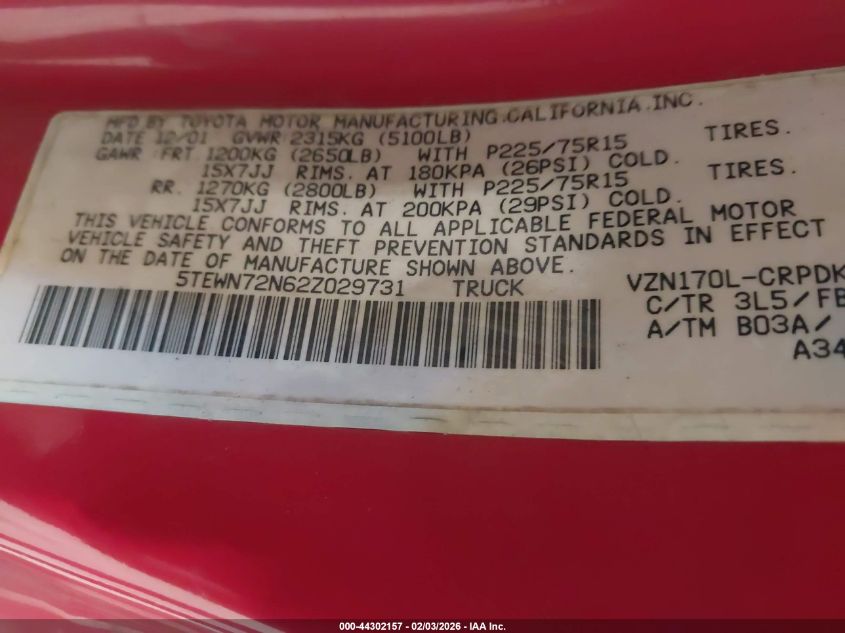 MFD BY TOYOTA MOTOR MANUFACTURING.CALIFORNIA.INC.
DATE 12/01 GVWR 2315KG (5100LB)
GAWR FRT 1200KG (2650LB) WITH P225/75R15 TIRES.
15X7JJ RIMS. AT 180KPA (26PSI) COLD.
RR. 1270KG (2800LB) WITH P225/75R15 TIRES.
15X7JJ RIMS. AT 200KPA (29PSI) COLD.
THIS VEHICLE CONFORMS TO ALL APPLICABLE FEDERAL MOTOR
VEHICLE SAFETY AND THEFT PREVENTION STANDARDS IN EFFECT
ON THE DATE OF MANUFACTURE SHOWN ABOVE.
5TEWN72N62Z029731 TRUCK VZN170L-CRPDK
C/TR 3L5/FB
A/TM B03A/
A34
000-44302157 - 02/03/2026 - IAA Inc.